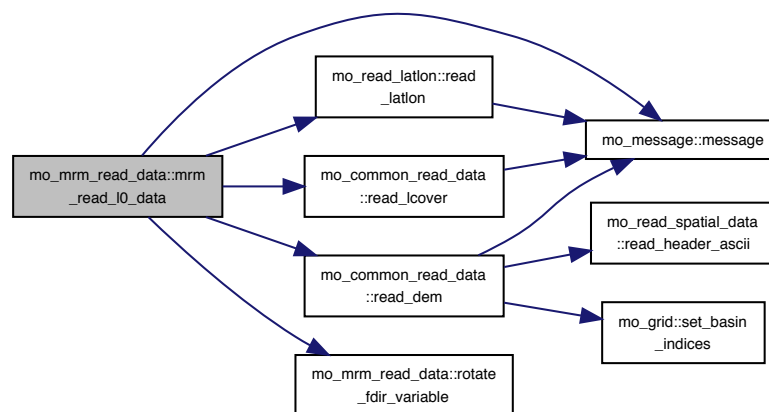 mo_mrm_read_data::mrm
_read_l0_data
mo_read_latlon::read
_latlon
mo_common_read_data
::read_lcover
mo_common_read_data
::read_dem
mo_mrm_read_data::rotate
_fdir_variable
mo_message::message
mo_read_spatial_data
::read_header_ascii
mo_grid::set_basin
_indices